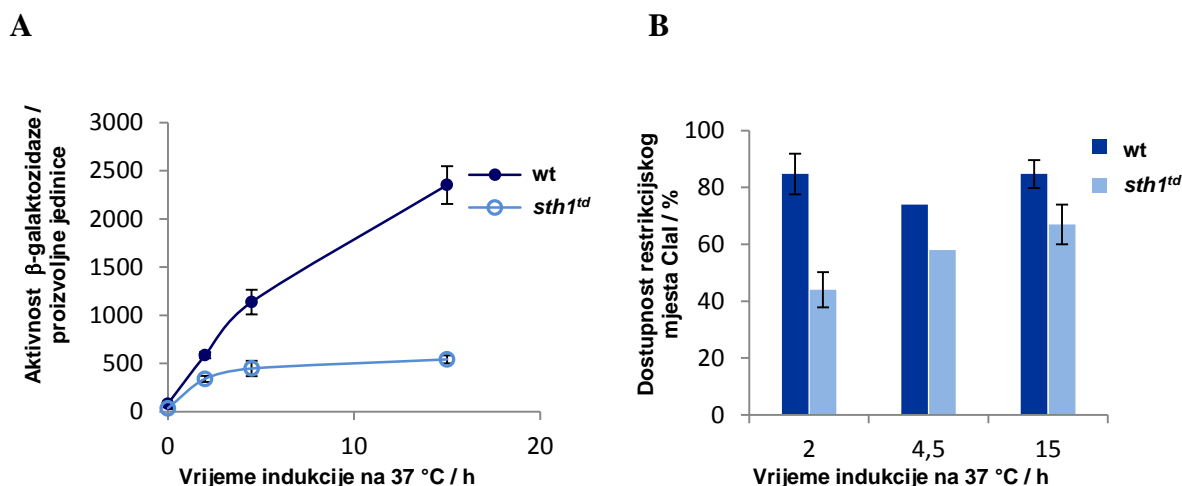 A
Aktivnost β-galaktozidaze /
proizvoljne jedinice
3000
2500
2000
1500
1000
500
0
0
10
20
Vrijeme indukcije na 37 °C / h
wt
sth1td
B
Dostupnost restrikcijskog
mjesta ClaI / %
100
80
60
40
20
0
2
4,5
15
Vrijeme indukcije na 37 °C / h
wt
sth1td